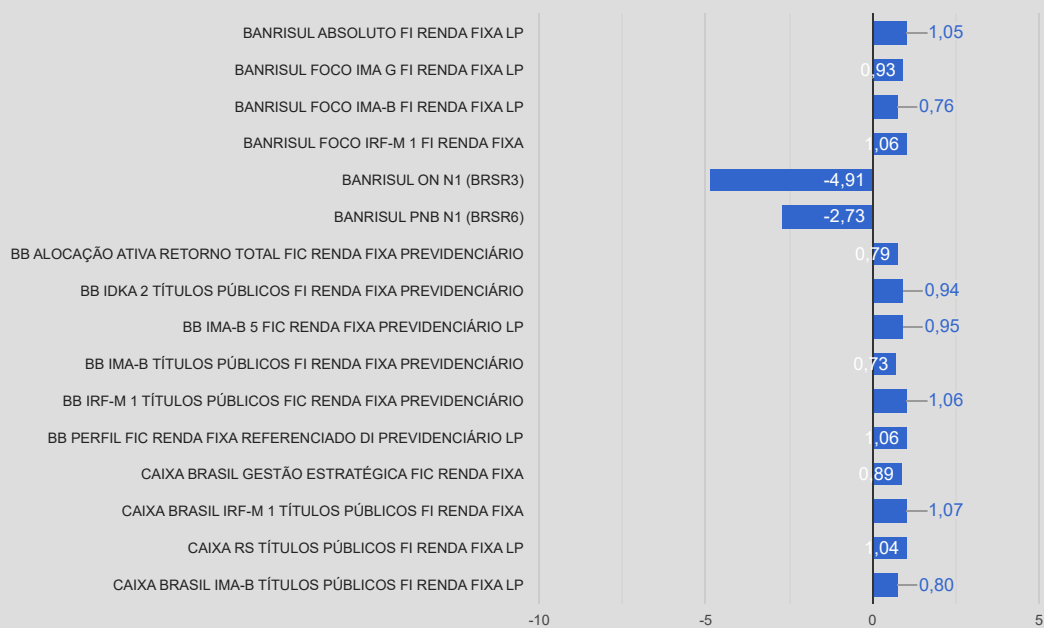 BANRISUL ABSOLUTO FI RENDA FIXA LP 1,05
BANRISUL FOCO IMA G FI RENDA FIXA LP 0,93
BANRISUL FOCO IMA-B FI RENDA FIXA LP 0,76
BANRISUL FOCO IRF-M 1 FI RENDA FIXA 1,06
BANRISUL ON N1 (BRSR3) -4,91
BANRISUL PNB N1 (BRSR6) -2,73
BB ALOCAÇÃO ATIVA RETORNO TOTAL FIC RENDA FIXA PREVIDENCIÁRIO 0,79
BB IDKA 2 TÍTULOS PÚBLICOS FI RENDA FIXA PREVIDENCIÁRIO 0,94
BB IMA-B 5 FIC RENDA FIXA PREVIDENCIÁRIO LP 0,95
BB IMA-B TÍTULOS PÚBLICOS FI RENDA FIXA PREVIDENCIÁRIO 0,73
BB IRF-M 1 TÍTULOS PÚBLICOS FIC RENDA FIXA PREVIDENCIÁRIO 1,06
BB PERFIL FIC RENDA FIXA REFERENCIADO DI PREVIDENCIÁRIO LP 1,06
CAIXA BRASIL GESTÃO ESTRATÉGICA FIC RENDA FIXA 0,89
CAIXA BRASIL IRF-M 1 TÍTULOS PÚBLICOS FI RENDA FIXA 1,07
CAIXA RS TÍTULOS PÚBLICOS FI RENDA FIXA LP 1,04
CAIXA BRASIL IMA-B TÍTULOS PÚBLICOS FI RENDA FIXA LP 0,80
-10 -5 0 5